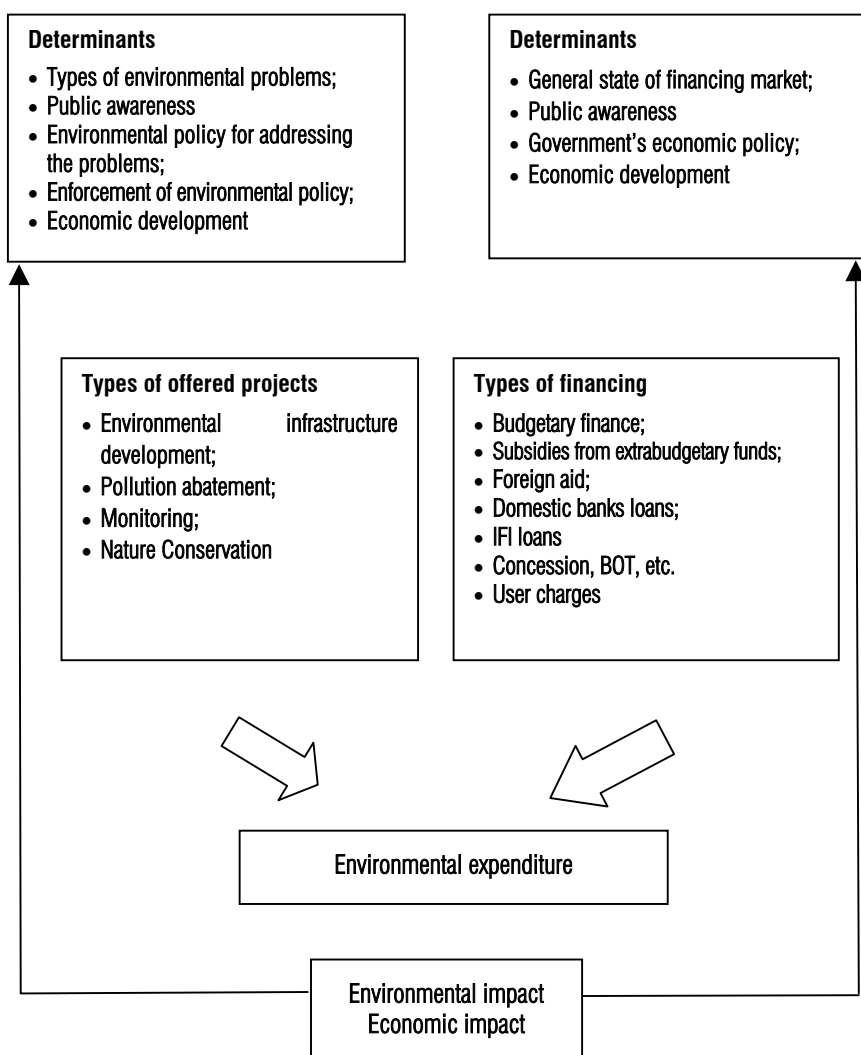 Determinants
• Types of environmental problems;
• Public awareness
• Environmental policy for addressing
the problems;
• Enforcement of environmental policy;
• Economic development
Determinants
• General state of financing market;
• Public awareness
• Government's economic policy;
• Economic development
Types of offered projects
• Environmental infrastructure
development;
• Pollution abatement;
• Monitoring;
• Nature Conservation
Types of financing
• Budgetary finance;
• Subsidies from extrabudgetary funds;
• Foreign aid;
• Domestic banks loans;
• IFI loans
• Concession, BOT, etc.
• User charges
Environmental expenditure
Environmental impact
Economic impact